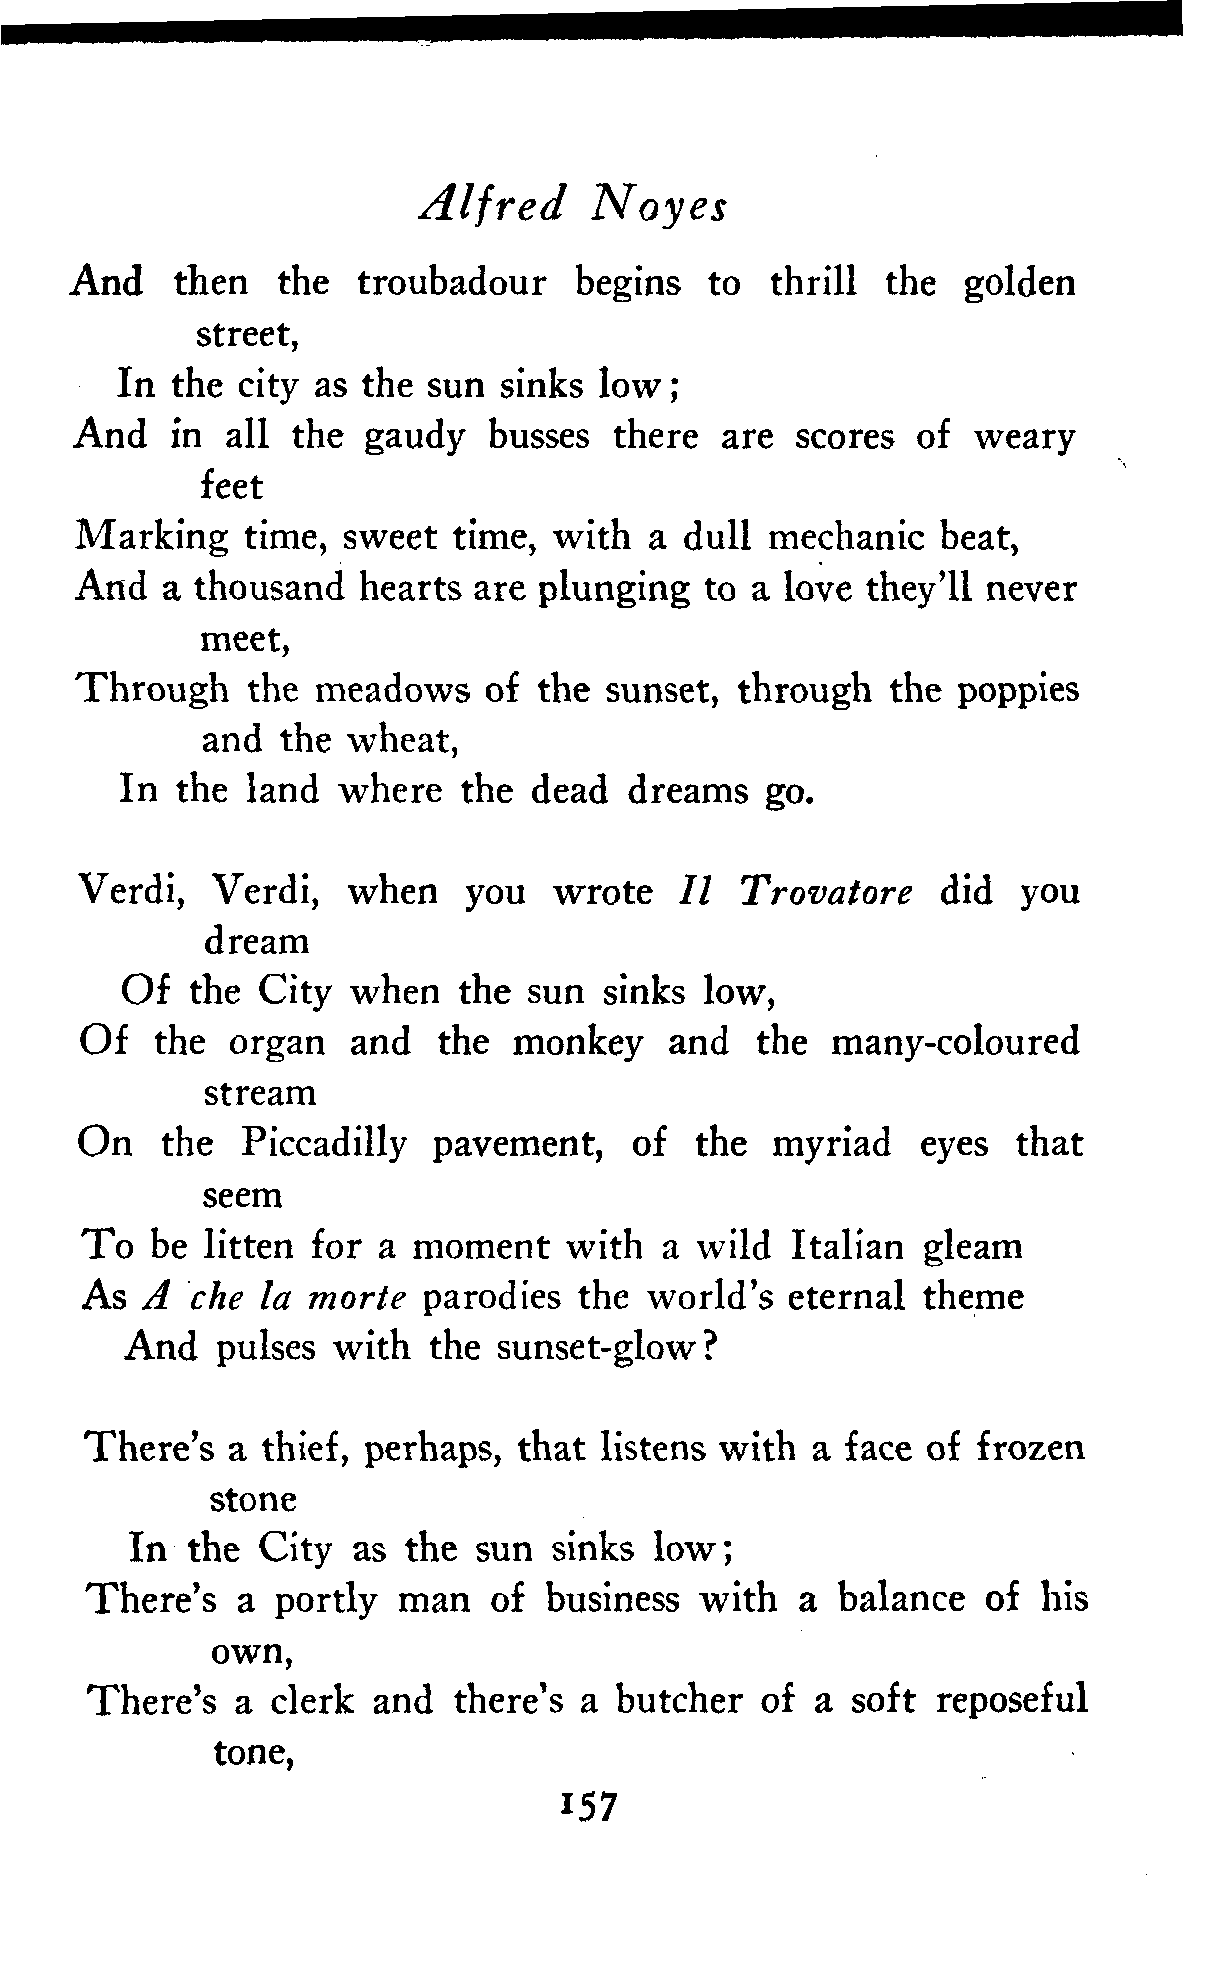 Alfred Noyes
And then the troubadour begins to thrill the golden
street,
In the city as the sun sinks low;
And in all the gaudy busses there are scores of weary
feet
Marking time, sweet time, with a dull mechanic beat,
And a thousand hearts are plunging to a love they'll never
meet,
Through the meadows of the sunset, through the poppies
and the wheat,
In the land where the dead dreams go.
Verdi, Verdi, when you wrote Il Trovatore did you
dream
Of the City when the sun sinks low,
Of the organ and the monkey and the many-coloured
stream
On the Piccadilly pavement, of the myriad eyes that
seem
To be litten for a moment with a wild Italian gleam
As A che la morte parodies the world's eternal theme
And pulses with the sunset-glow?
There's a thief, perhaps, that listens with a face of frozen
stone
In the City as the sun sinks low;
There's a portly man of business with a balance of his
own,
There's a clerk and there's a butcher of a soft reposeful
tone,
157